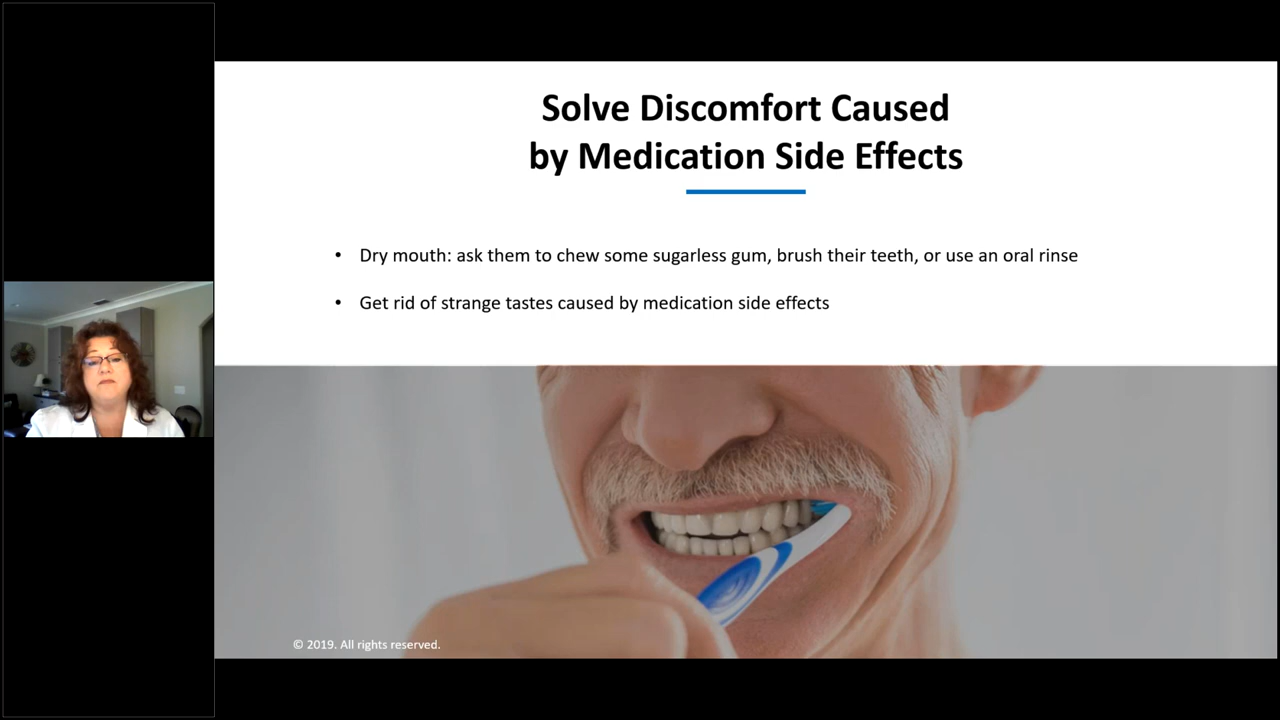 Solve Discomfort Caused
by Medication Side Effects
• Dry mouth: ask them to chew some sugarless gum, brush their teeth, or use an oral rinse
• Get rid of strange tastes caused by medication side effects
© 2019. All rights reserved.